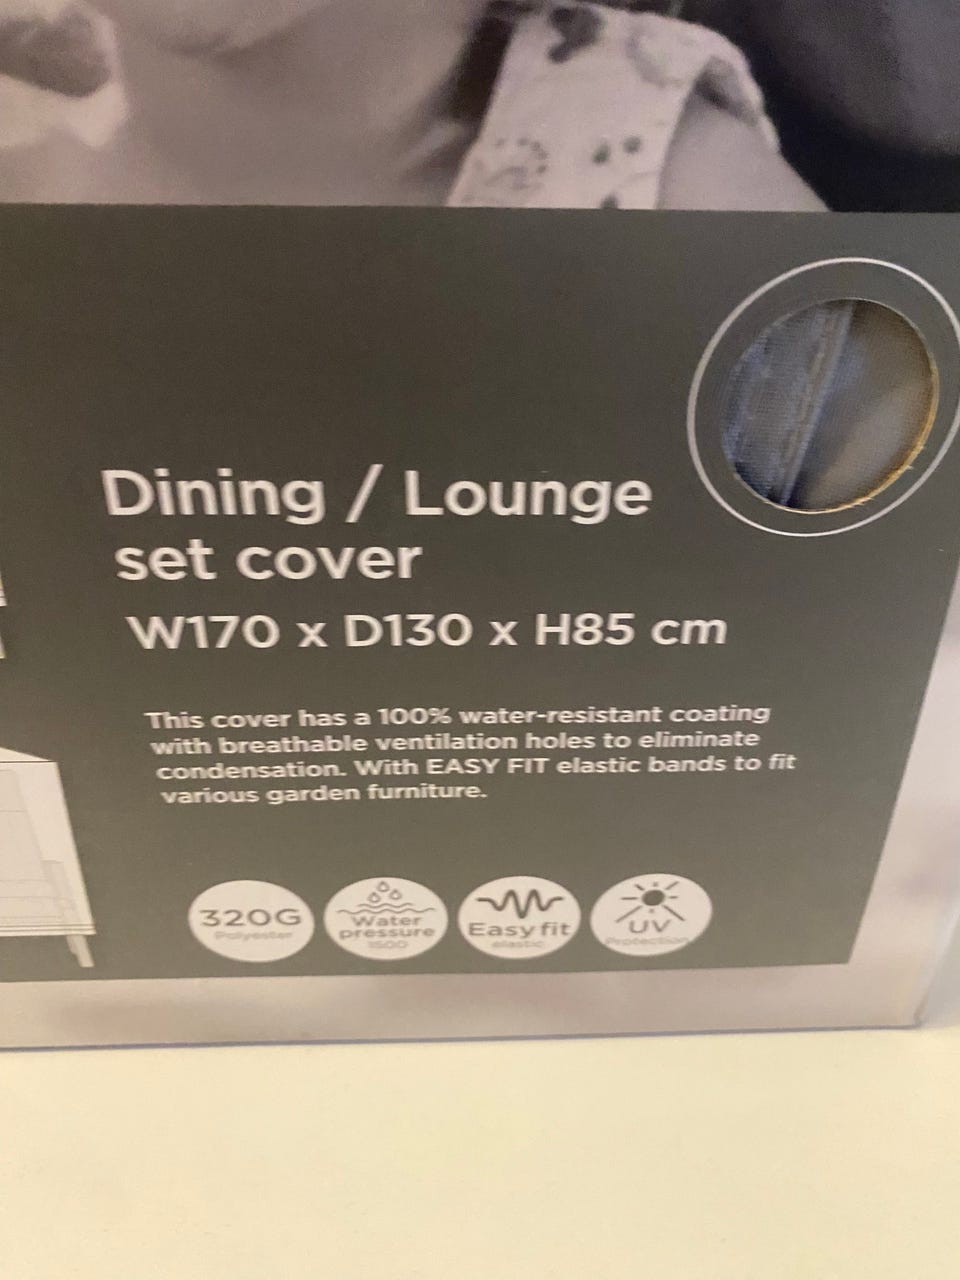 Dining / Lounge
set cover
W170 x D130 x H85 cm
This cover has a 100% water-resistant coating
with breathable ventilation holes to eliminate
condensation. With EASY FIT elastic bands to fit
various garden furniture.
320G
Polyester
Water
pressure
1500
Easy fit
elastic
UV
Protection